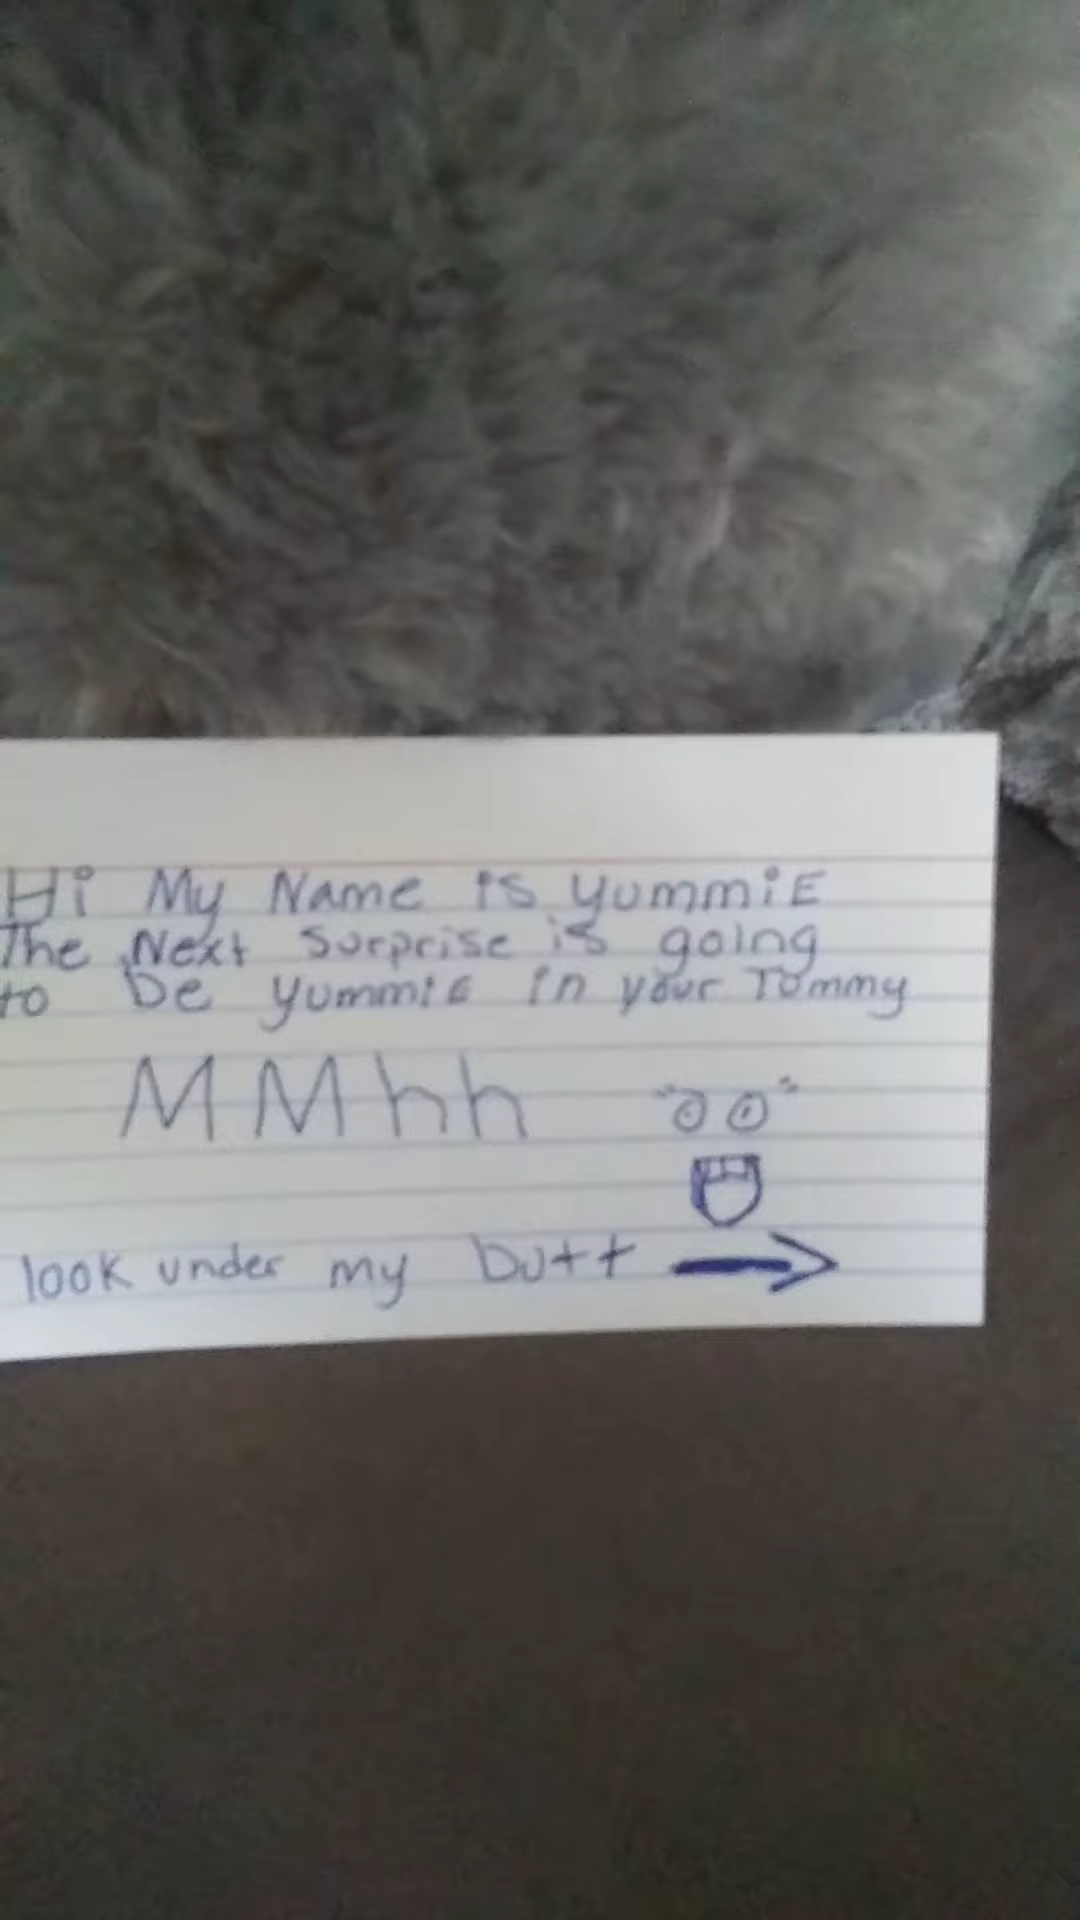 Hi My Name is YummiE
The Next Surprise is going
to be yummie in your Tommy
MMhh
look under my butt